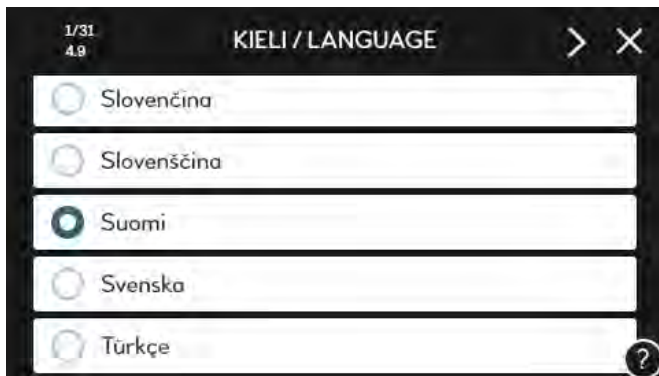 1/31
4.9
KIELI / LANGUAGE
Slovenčina
Slovenščina
Suomi
Svenska
Türkçe
?